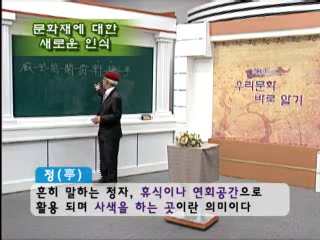 문화재에 대한
새로운 인식
우리문화
바로 알기
정(亭)
흔히 말하는 정자, 휴식이나 연회공간으로
활용 되며 사색을 하는 곳이란 의미이다